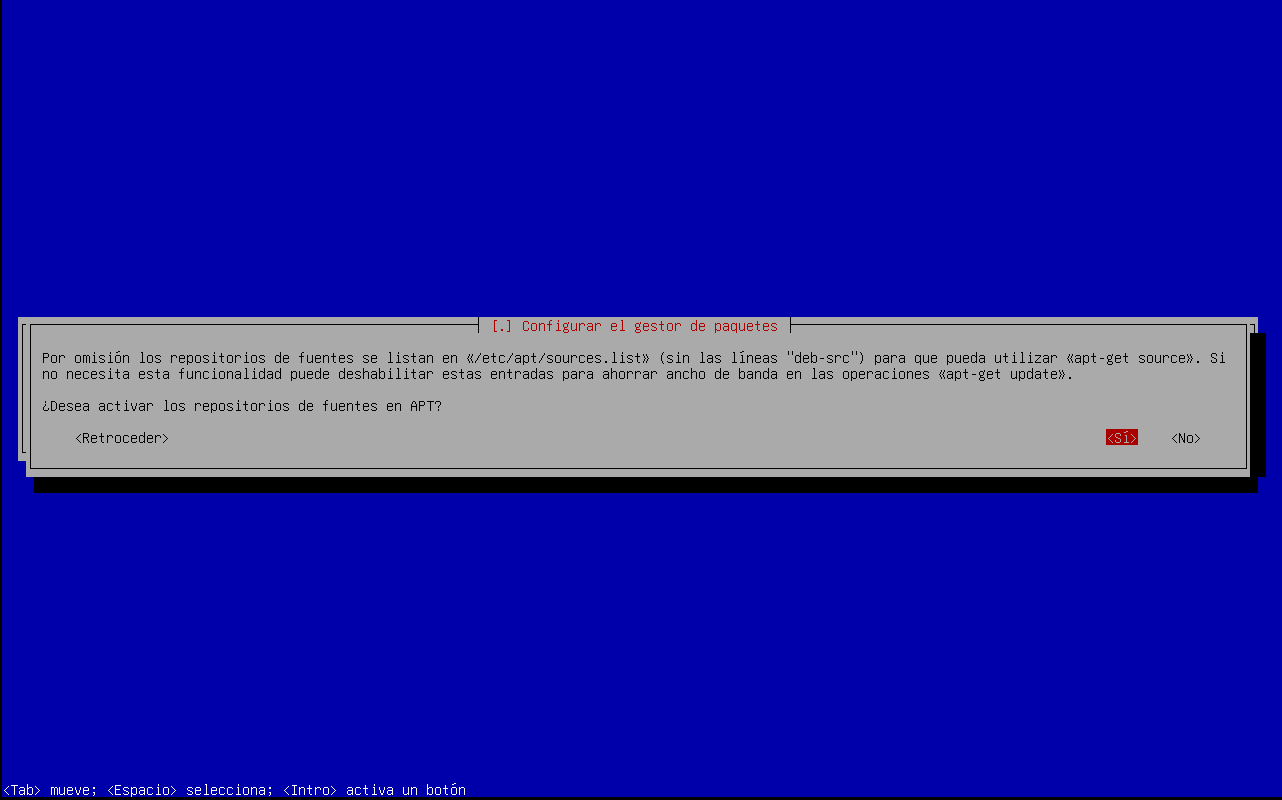 [.] Configurar el gestor de paquetes
Por omisión los repositorios de fuentes se listan en «/etc/apt/sources.list» (sin las líneas "deb-src") para que pueda utilizar «apt-get source». Si
no necesita esta funcionalidad puede deshabilitar estas entradas para ahorrar ancho de banda en las operaciones «apt-get update».
¿Desea activar los repositorios de fuentes en APT?
<Retroceder> <Sí> <No>
<Tab> mueve; <Espacio> selecciona; <Intro> activa un botón